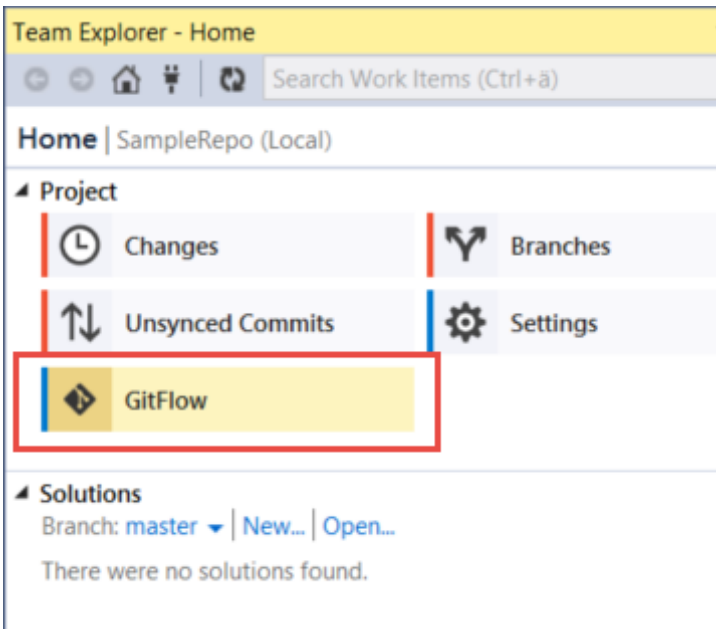 Team Explorer - Home
Search Work Items (Ctrl+ä)
Home | SampleRepo (Local)
Project
Changes
Branches
Unsynced Commits
Settings
GitFlow
Solutions
Branch: master | New... | Open...
There were no solutions found.